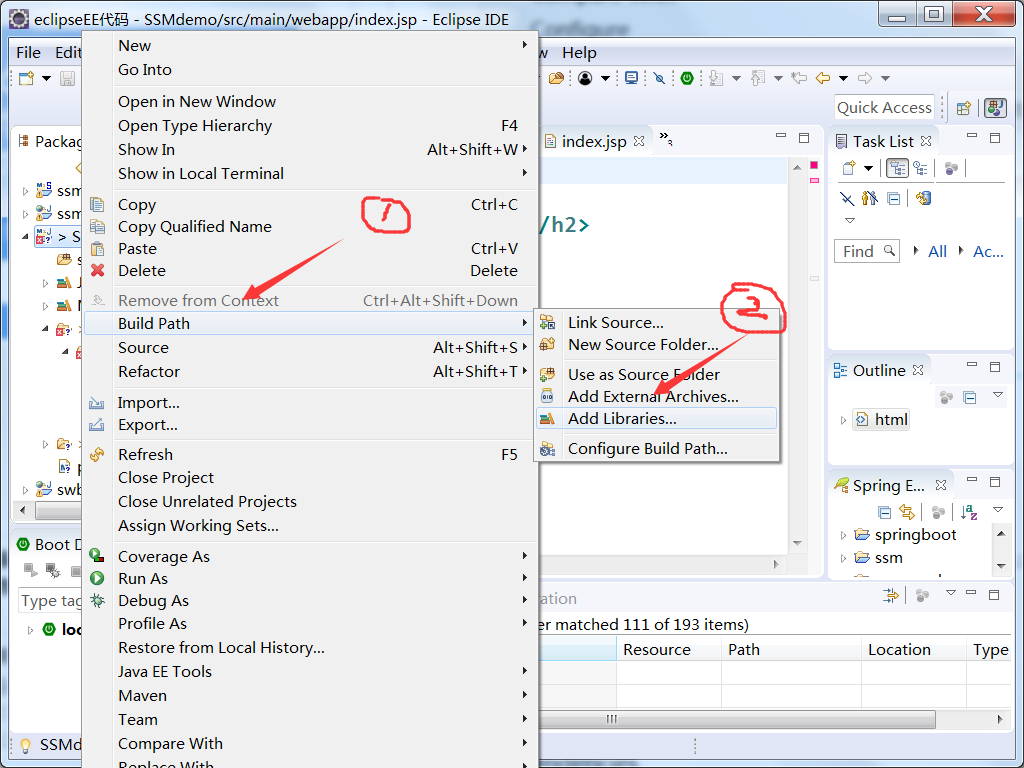 eclipseEE代码 - SSMdemo/src/main/webapp/index.jsp - Eclipse IDE
File Edit Help
Quick Access
index.jsp
Task List
/h2>
Find All Ac...
Outline
html
Spring E...
springboot
ssm
New
Go Into
Open in New Window
Open Type Hierarchy F4
Show In Alt+Shift+W
Show in Local Terminal
Copy Ctrl+C
Copy Qualified Name
Paste Ctrl+V
Delete Delete
Remove from Context Ctrl+Alt+Shift+Down
Build Path
Source Alt+Shift+S
Refactor Alt+Shift+T
Import...
Export...
Refresh F5
Close Project
Close Unrelated Projects
Assign Working Sets...
Coverage As
Run As
Debug As
Profile As
Restore from Local History...
Java EE Tools
Maven
Team
Compare With
Replace With
1
2
Link Source...
New Source Folder...
Use as Source Folder
Add External Archives...
Add Libraries...
Configure Build Path...
Packag
ssm
ssm
> S
swb
Boot D
Type tag
loc
SSMd
er matched 111 of 193 items)
Resource Path Location Type